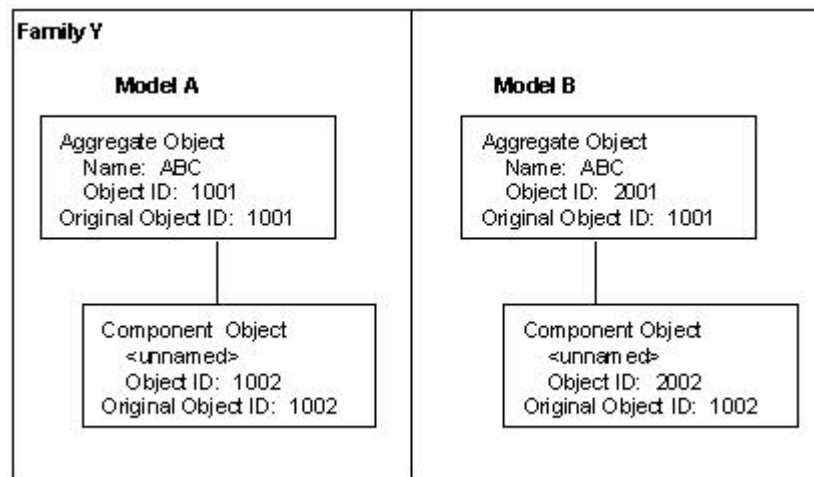 Family Y
Model A
Aggregate Object
Name: ABC
Object ID: 1001
Original Object ID: 1001
Component Object
<unnamed>
Object ID: 1002
Original Object ID: 1002
Model B
Aggregate Object
Name: ABC
Object ID: 2001
Original Object ID: 1001
Component Object
<unnamed>
Object ID: 2002
Original Object ID: 1002